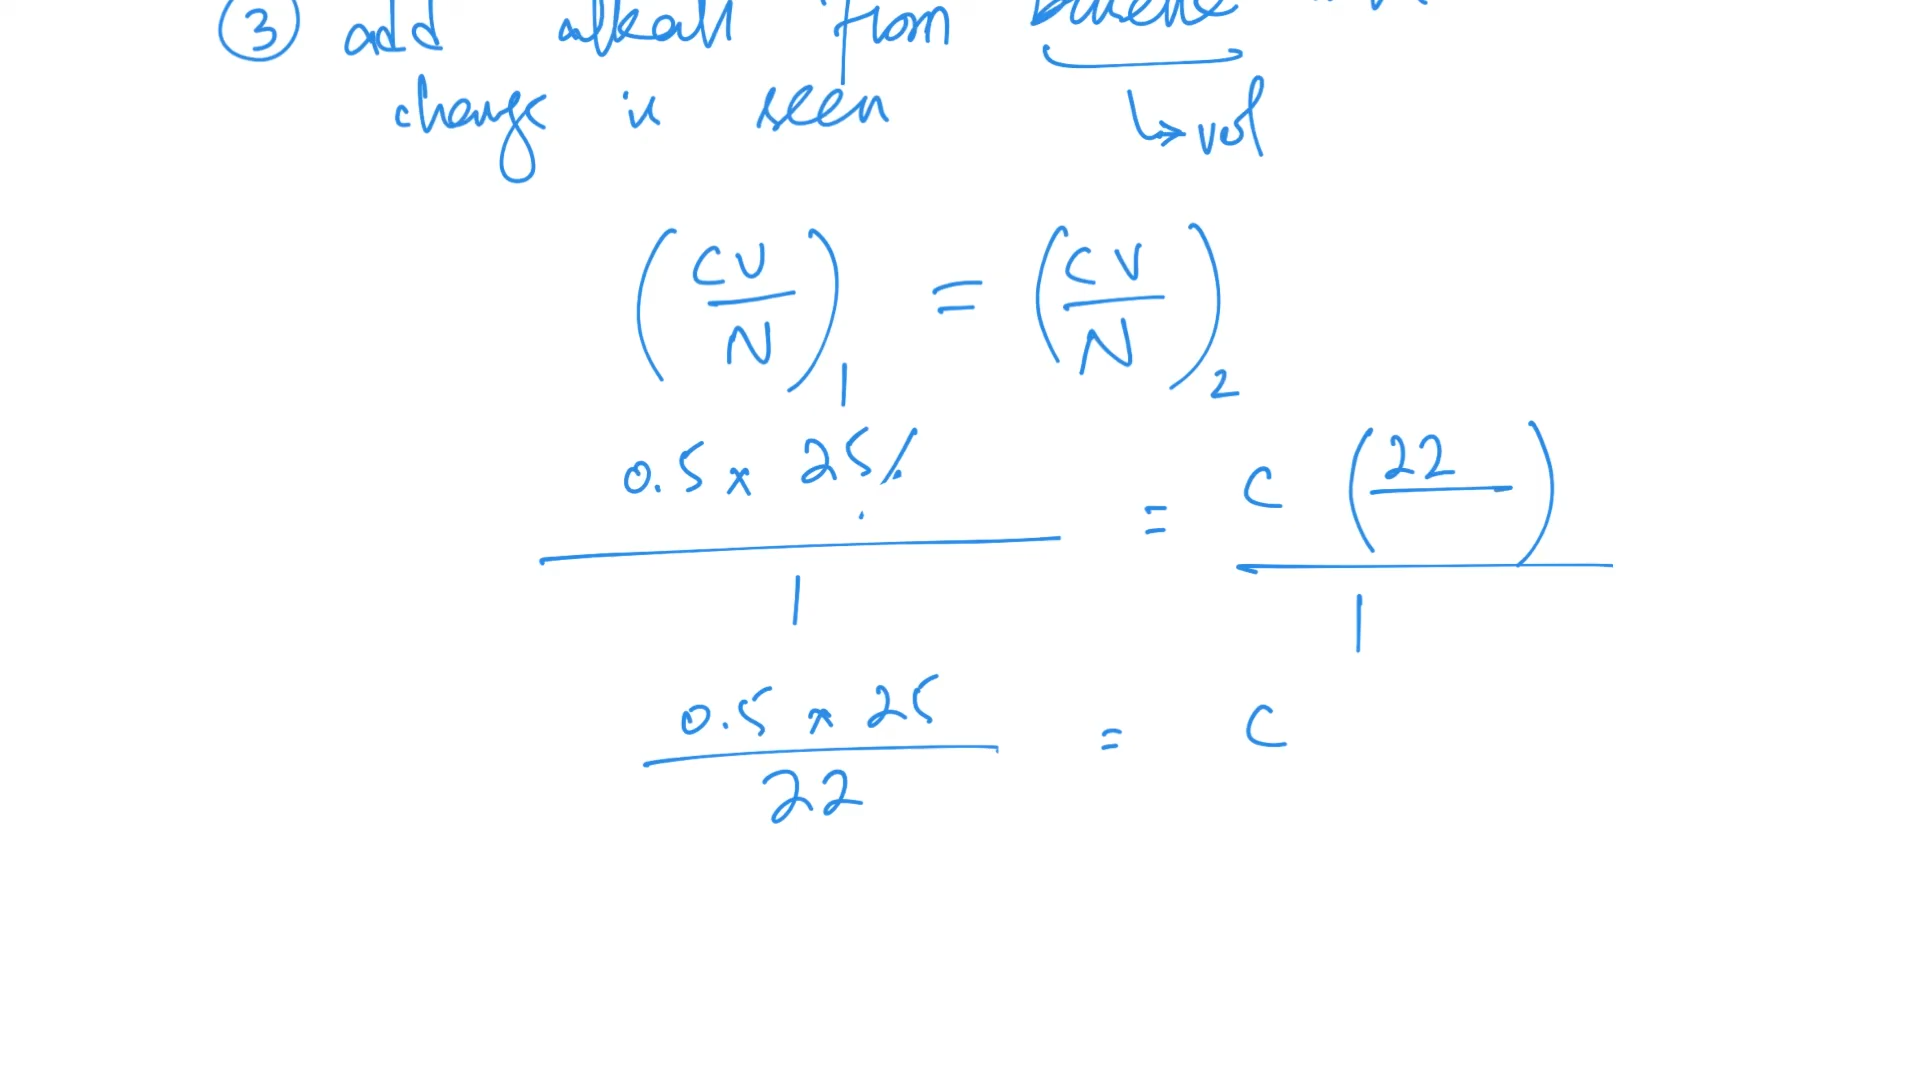 ③ add alkali from burette
change is seen ↳ vol
(CV/N)₁ = (CV/N)₂
0.5 × 25/ / 1 = C (22/ ) / 1
0.5 × 25 / 22 = C